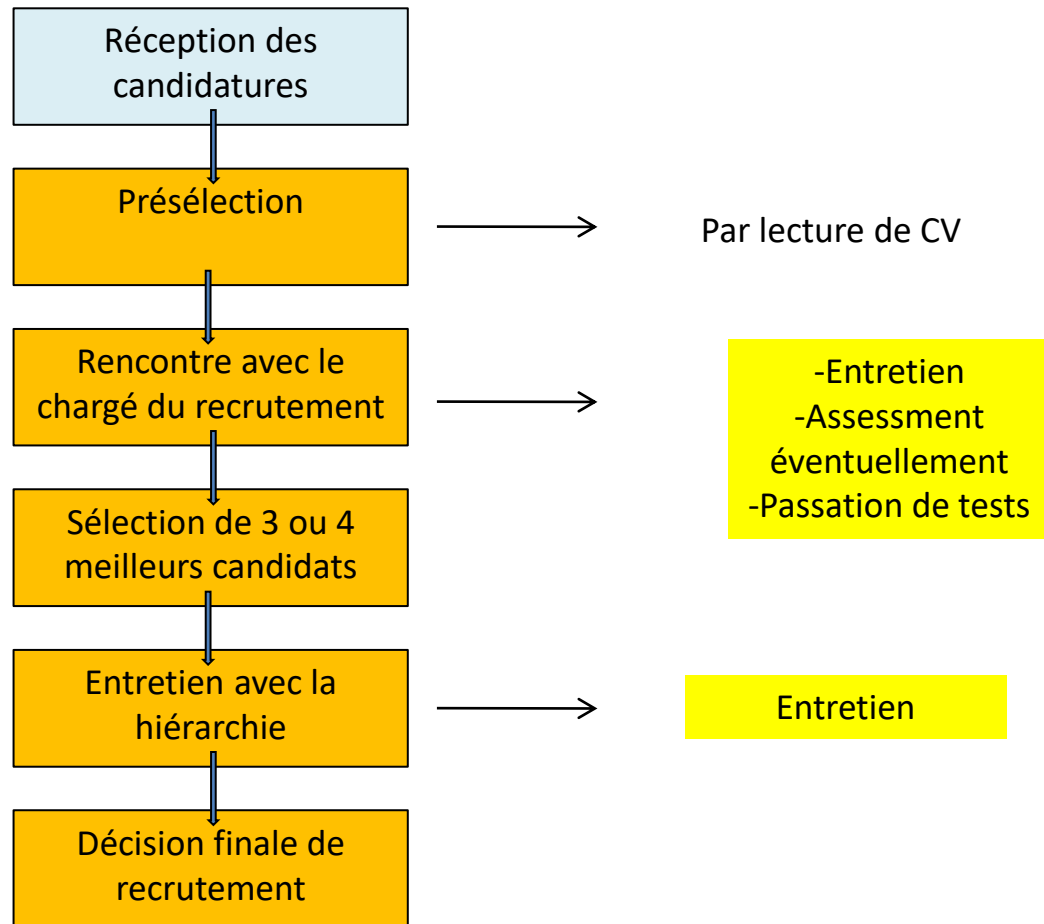 Réception des
candidatures
Présélection
Par lecture de CV
Rencontre avec le
chargé du recrutement
-Entretien
-Assessment
éventuellement
-Passation de tests
Sélection de 3 ou 4
meilleurs candidats
Entretien avec la
hiérarchie
Entretien
Décision finale de
recrutement